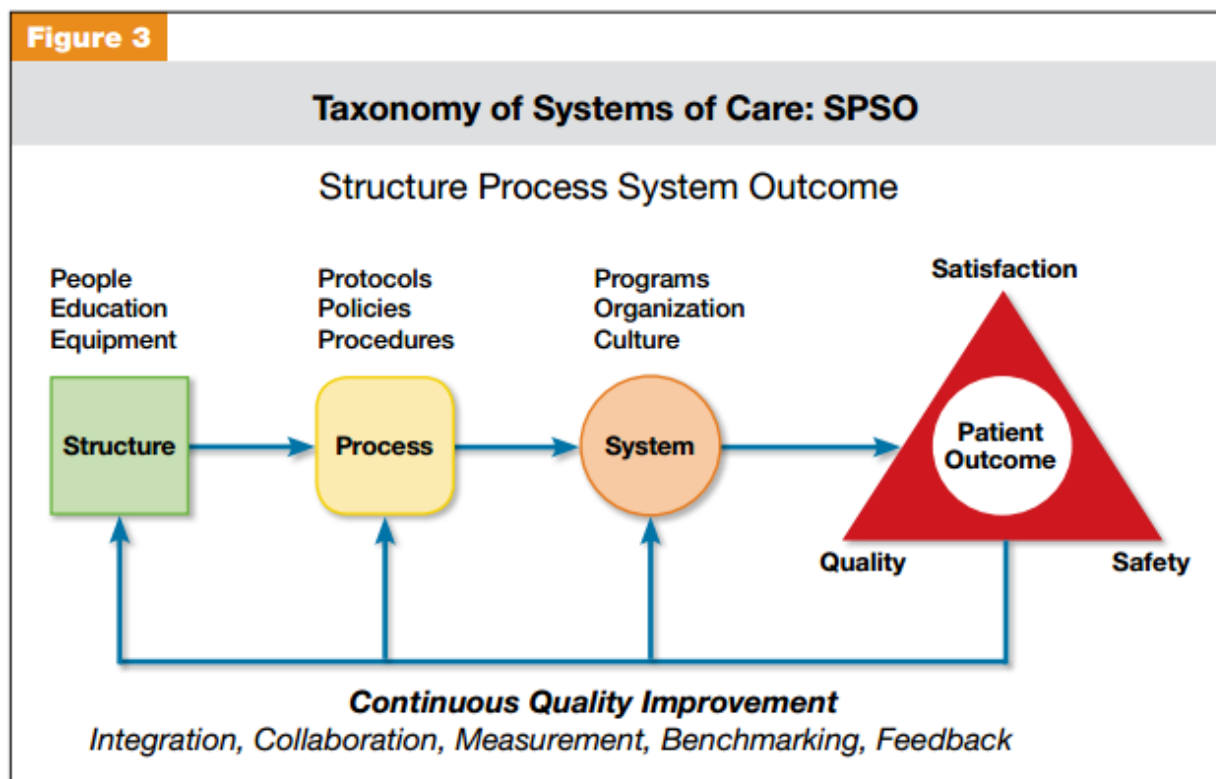 Figure 3
Taxonomy of Systems of Care: SPSO
Structure Process System Outcome
People
Education
Equipment
Protocols
Policies
Procedures
Programs
Organization
Culture
Satisfaction
Structure
Process
System
Patient
Outcome
Quality
Safety
Continuous Quality Improvement
Integration, Collaboration, Measurement, Benchmarking, Feedback